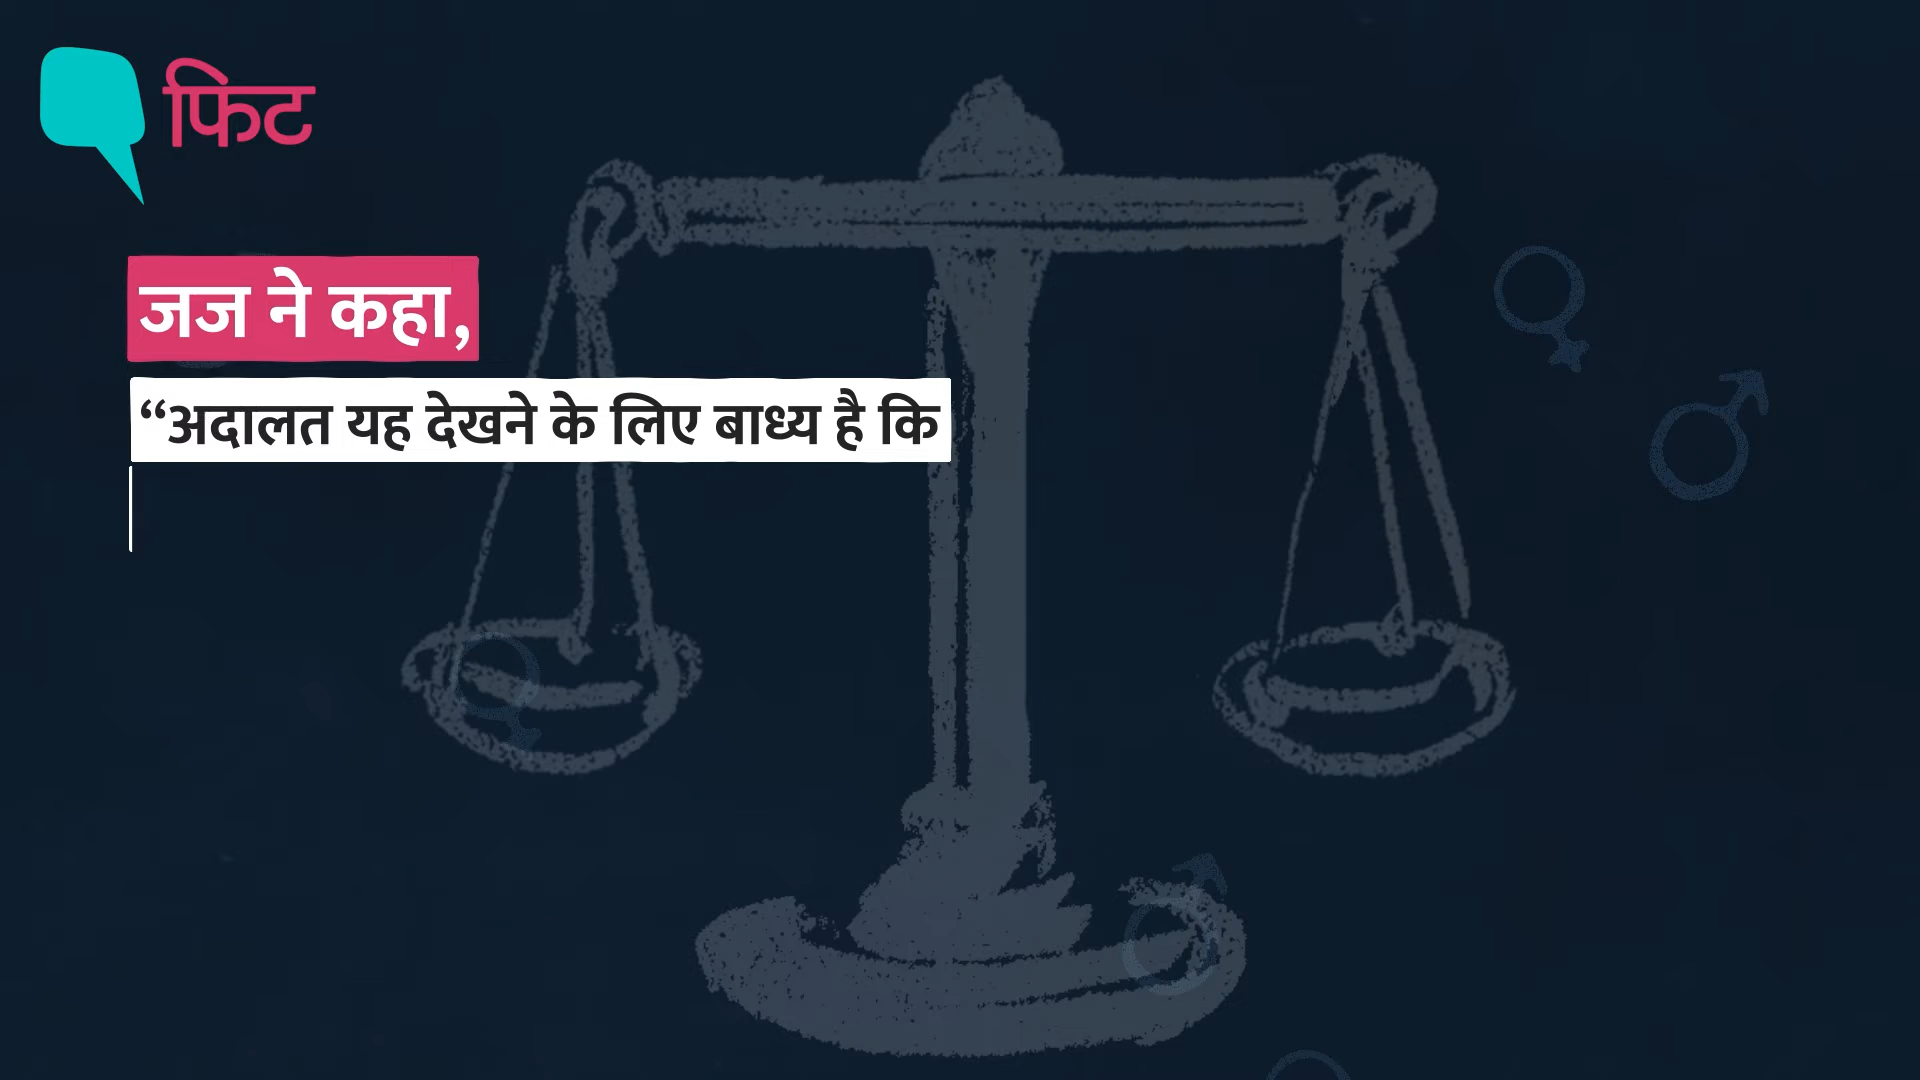 फिट
जज ने कहा,
“अदालत यह देखने के लिए बाध्य है कि